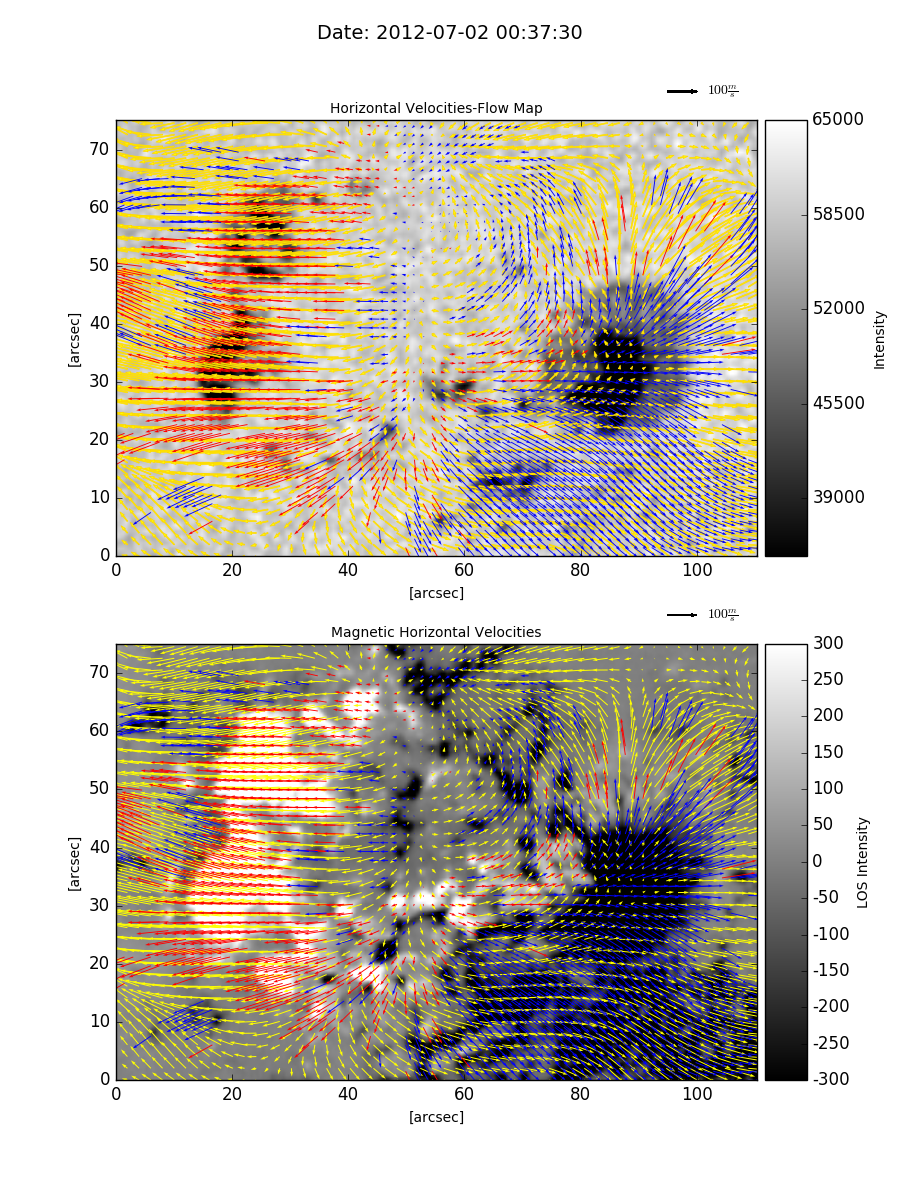 Date: 2012-07-02 00:37:30
100 m/s
Horizontal Velocities-Flow Map
70
60
50
40
30
20
10
0
[arcsec]
0 20 40 60 80 100
[arcsec]
65000
58500
52000
45500
39000
Intensity
100 m/s
Magnetic Horizontal Velocities
70
60
50
40
30
20
10
0
[arcsec]
0 20 40 60 80 100
[arcsec]
300
250
200
150
100
50
0
-50
-100
-150
-200
-250
-300
LOS Intensity